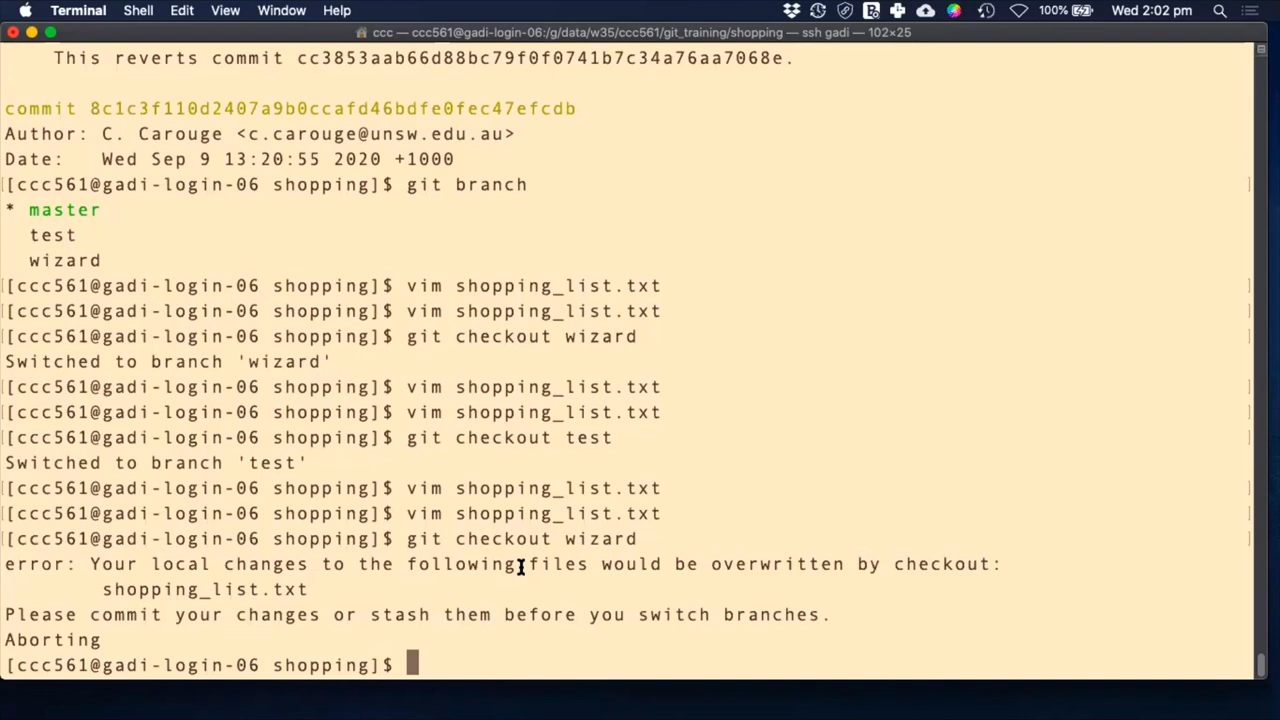 Terminal Shell Edit View Window Help 100% Wed 2:02 pm
ccc — ccc561@gadi-login-06:/g/data/w35/ccc561/git_training/shopping — ssh gadi — 102×25
This reverts commit cc3853aab66d88bc79f0f0741b7c34a76aa7068e.
commit 8c1c3f110d2407a9b0ccafd46bdfe0fec47efcdb
Author: C. Carouge <c.carouge@unsw.edu.au>
Date: Wed Sep 9 13:20:55 2020 +1000
[ccc561@gadi-login-06 shopping]$ git branch
* master
test
wizard
[ccc561@gadi-login-06 shopping]$ vim shopping_list.txt
[ccc561@gadi-login-06 shopping]$ vim shopping_list.txt
[ccc561@gadi-login-06 shopping]$ git checkout wizard
Switched to branch 'wizard'
[ccc561@gadi-login-06 shopping]$ vim shopping_list.txt
[ccc561@gadi-login-06 shopping]$ vim shopping_list.txt
[ccc561@gadi-login-06 shopping]$ git checkout test
Switched to branch 'test'
[ccc561@gadi-login-06 shopping]$ vim shopping_list.txt
[ccc561@gadi-login-06 shopping]$ vim shopping_list.txt
[ccc561@gadi-login-06 shopping]$ git checkout wizard
error: Your local changes to the following files would be overwritten by checkout:
shopping_list.txt
Please commit your changes or stash them before you switch branches.
Aborting
[ccc561@gadi-login-06 shopping]$